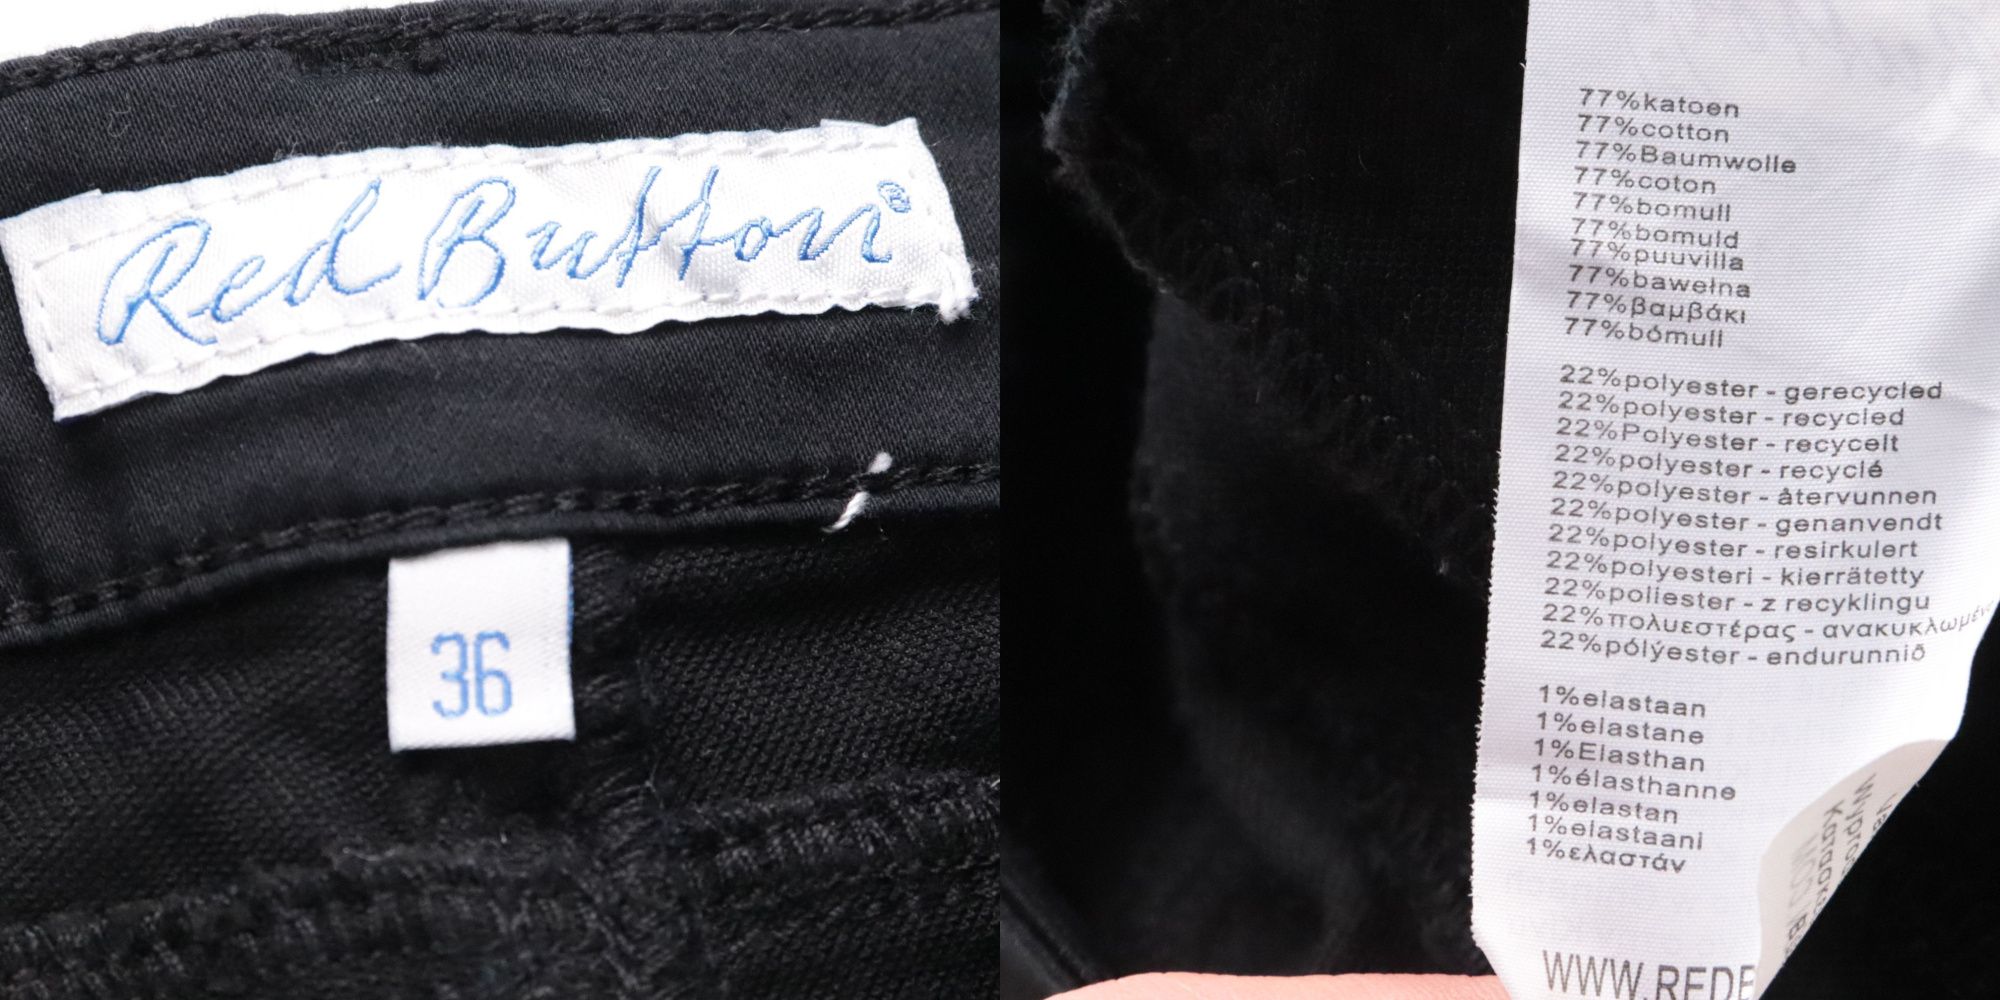 Red Button®
36
77%katoen
77%cotton
77%Baumwolle
77%coton
77%bomull
77%bomuld
77%puuvilla
77%bawełna
77%βαμβάκι
77%bómull
22%polyester - gerecycled
22%polyester - recycled
22%Polyester - recycelt
22%polyester - recyclé
22%polyester - återvunnen
22%polyester - genanvendt
22%polyester - resirkulert
22%polyesteri - kierrätetty
22%poliester - z recyklingu
22%πολυεστέρας - ανακυκλωμέν
22%pólýester - endurunnið
1%elastaan
1%elastane
1%Elasthan
1%élasthanne
1%elastan
1%elastaani
1%ελαστάν
WWW.REDE